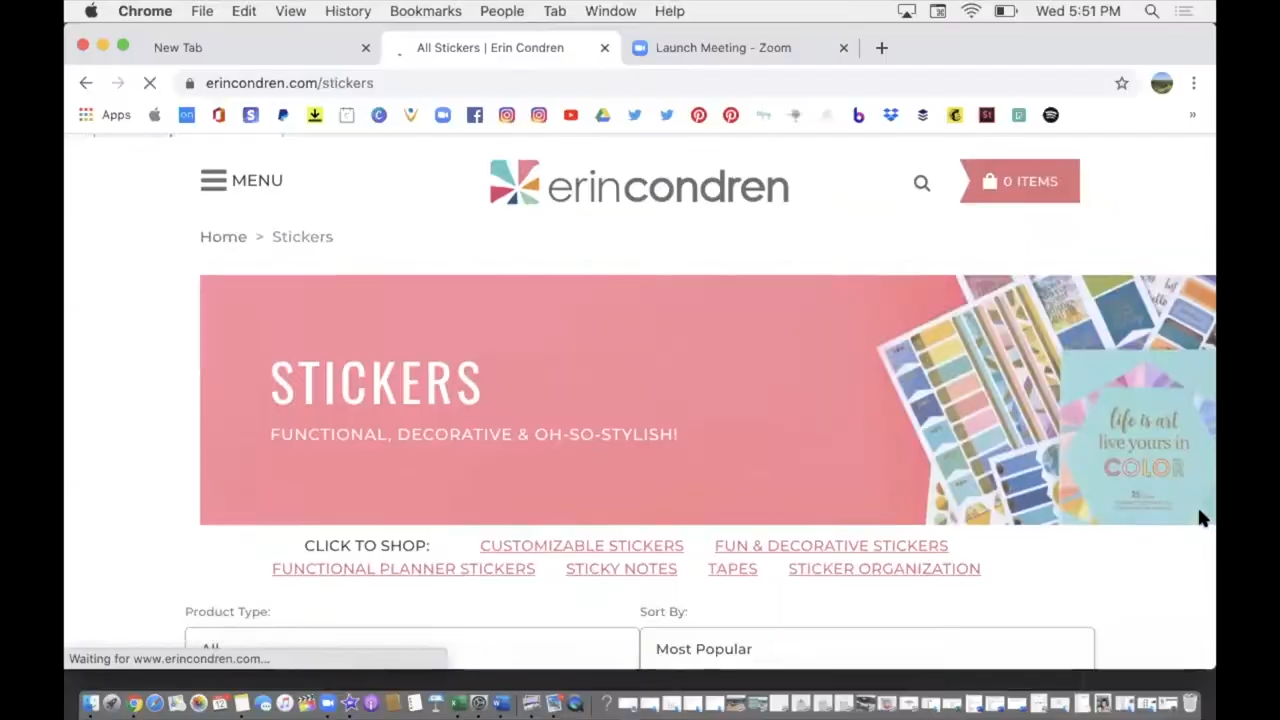 Chrome File Edit View History Bookmarks People Tab Window Help Wed 5:51 PM
New Tab All Stickers | Erin Condren Launch Meeting - Zoom
erincondren.com/stickers
Apps
MENU erincondren 0 ITEMS
Home > Stickers
STICKERS
FUNCTIONAL, DECORATIVE & OH-SO-STYLISH!
life is art
live yours in
COLOR
CLICK TO SHOP: CUSTOMIZABLE STICKERS FUN & DECORATIVE STICKERS
FUNCTIONAL PLANNER STICKERS STICKY NOTES TAPES STICKER ORGANIZATION
Product Type: Sort By:
All Most Popular
Waiting for www.erincondren.com...